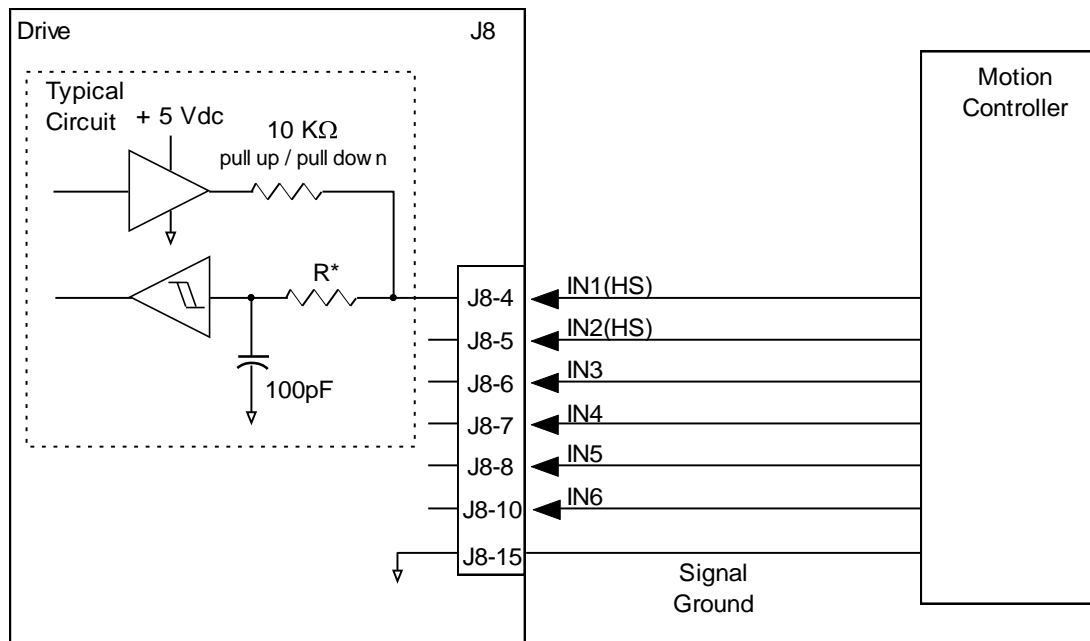 Drive
J8
Typical
Circuit
+ 5 Vdc
10 KΩ
pull up / pull down
R*
100pF
J8-4
J8-5
J8-6
J8-7
J8-8
J8-10
J8-15
IN1(HS)
IN2(HS)
IN3
IN4
IN5
IN6
Signal
Ground
Motion
Controller